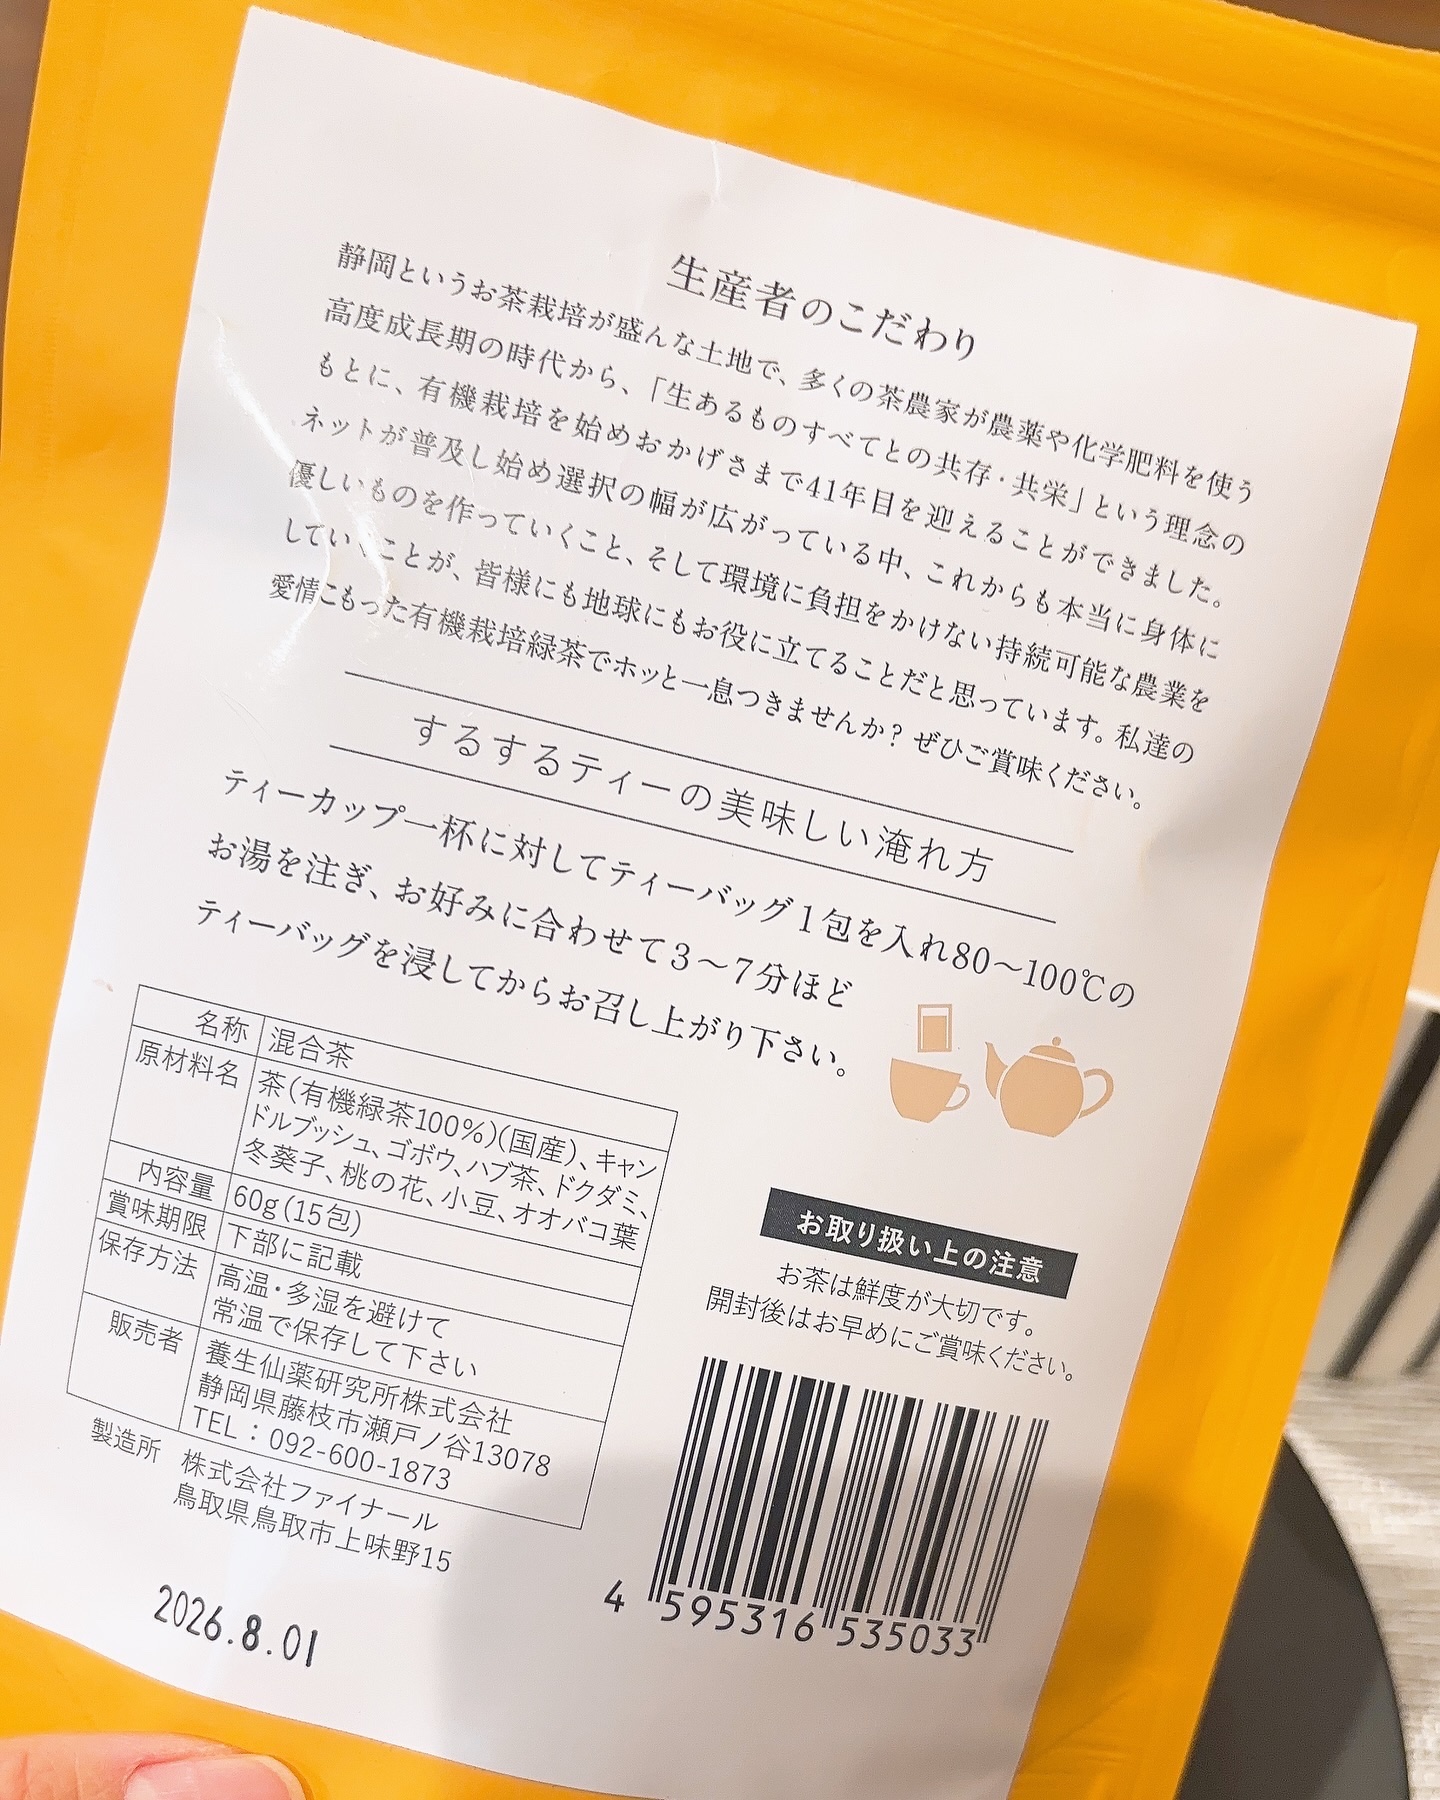 生産者のこだわり
静岡というお茶栽培が盛んな土地で、多くの茶農家が農薬や化学肥料を使う
高度成長期の時代から、「生あるものすべてとの共存・共栄」という理念の
もとに、有機栽培を始めおかげさまで41年目を迎えることができました。
ネットが普及し始め選択の幅が広がっている中、これからも本当に身体に
優しいものを作っていくこと、そして環境に負担をかけない持続可能な農業を
していくことが、皆様にも地球にもお役に立てることだと思っています。私達の
愛情こもった有機栽培緑茶でホッと一息つきませんか？ぜひご賞味ください。
するするティーの美味しい淹れ方
ティーカップ一杯に対してティーバッグ1包を入れ80～100℃の
お湯を注ぎ、お好みに合わせて3～7分ほど
ティーバッグを浸してからお召し上がり下さい。
名称 混合茶
原材料名 茶(有機緑茶100%)(国産)、キャン
ドルブッシュ、ゴボウ、ハブ茶、ドクダミ、
冬葵子、桃の花、小豆、オオバコ葉
内容量 60g(15包)
賞味期限 下部に記載
保存方法 高温・多湿を避けて
常温で保存して下さい
販売者 養生仙薬研究所株式会社
静岡県藤枝市瀬戸ノ谷13078
TEL：092-600-1873
製造所 株式会社ファイナール
鳥取県鳥取市上味野15
2026.8.01
お取り扱い上の注意
お茶は鮮度が大切です。
開封後はお早めにご賞味ください。
4 595316 535033